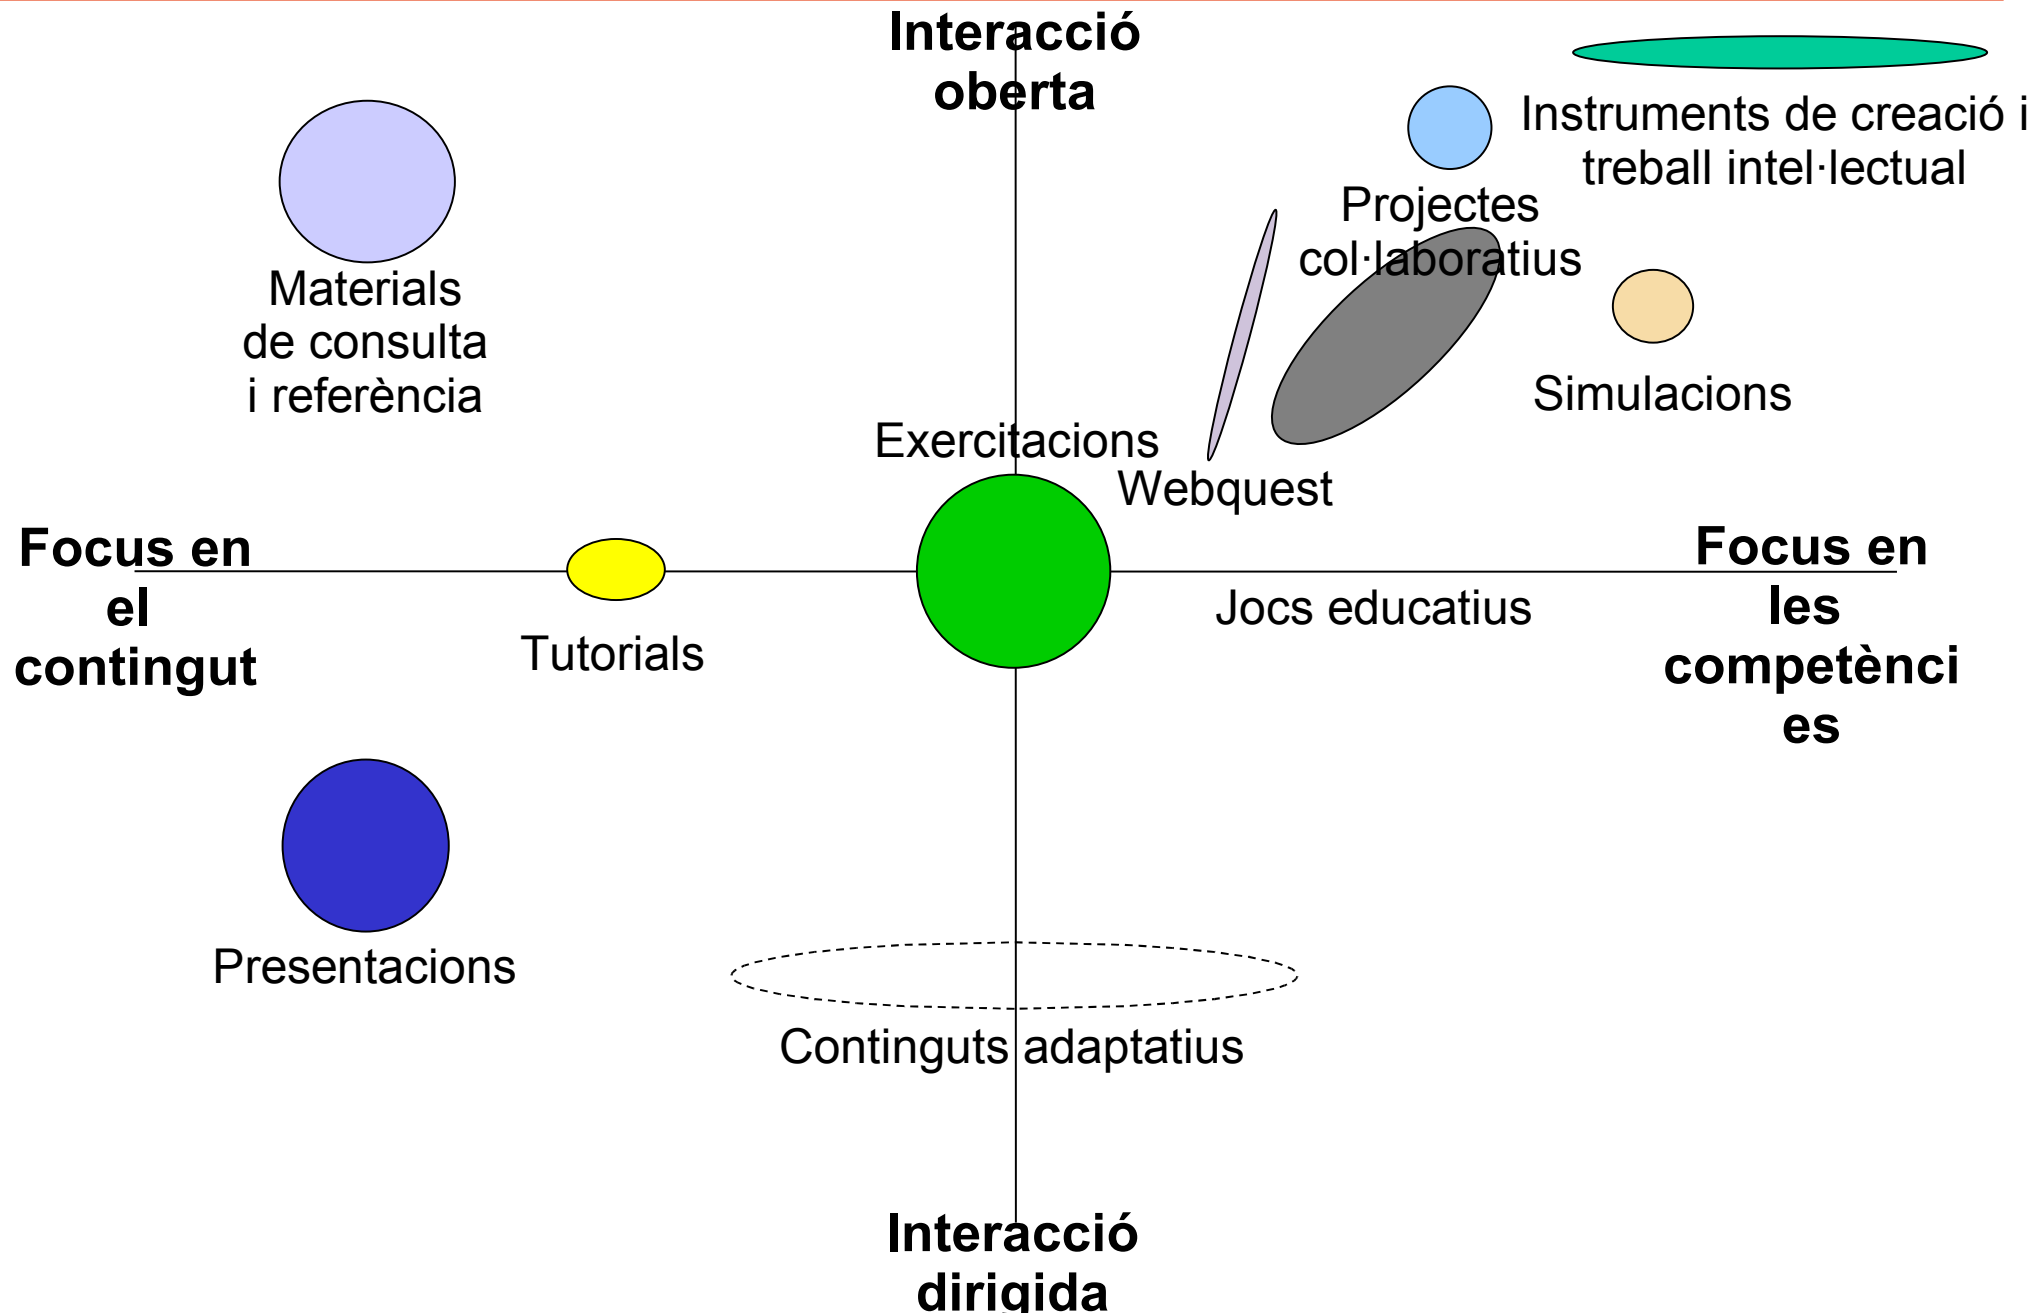 Interacció
oberta
Instruments de creació i
treball intel·lectual
Projectes
col·laboratius
Materials
de consulta
i referència
Simulacions
Exercitacions
Webquest
Focus en
el
contingut
Focus en
les
competènci
es
Jocs educatius
Tutorials
Presentacions
Continguts adaptatius
Interacció
dirigida